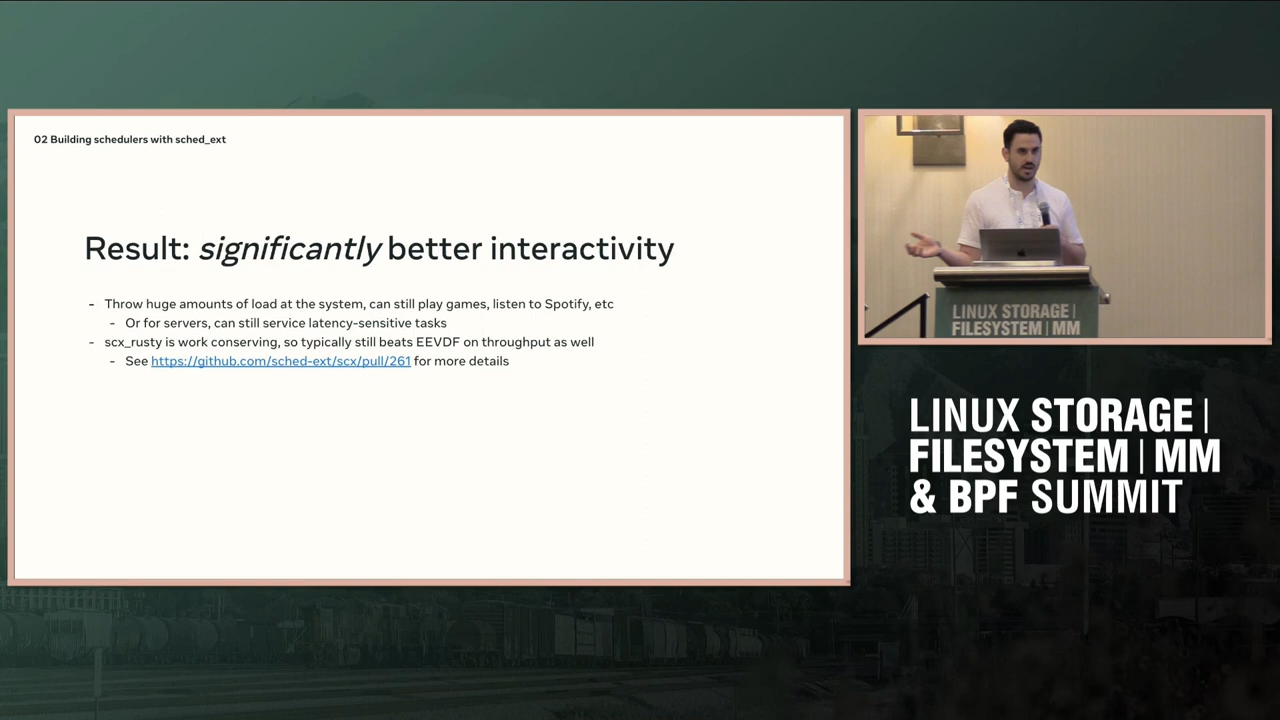 02 Building schedulers with sched_ext
Result: significantly better interactivity
- Throw huge amounts of load at the system, can still play games, listen to Spotify, etc
- Or for servers, can still service latency-sensitive tasks
- scx_rusty is work conserving, so typically still beats EEVDF on throughput as well
- See https://github.com/sched-ext/scx/pull/261 for more details
LINUX STORAGE |
FILESYSTEM | MM
LINUX STORAGE |
FILESYSTEM | MM
& BPF SUMMIT